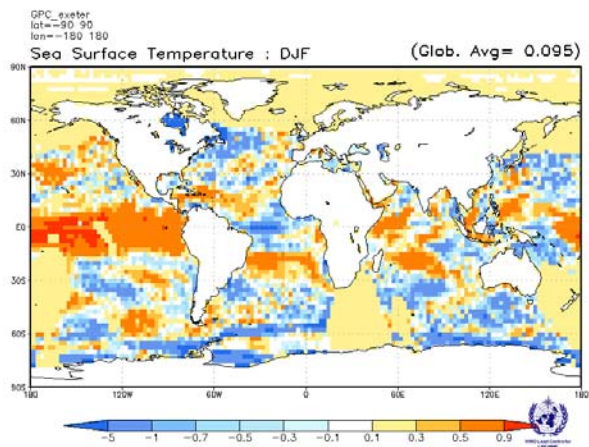 GPC_exeter
lat=-90 90
lon=-180 180
Sea Surface Temperature : DJF (Glob. Avg= 0.095)
90N
60N
30N
EQ
30S
60S
90S
180 120W 60W 0 60E 120E 180
-5 -1 -0.7 -0.5 -0.3 -0.1 0.1 0.3 0.5 0.9